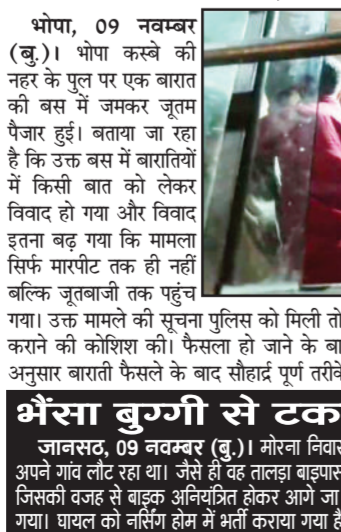 भोपा, 09 नवम्बर
(बु.)। भोपा कस्बे की
नहर के पुल पर एक बारात
की बस में जमकर जूतम
पैजार हुई। बताया जा रहा
है कि उक्त बस में बारातियों
में किसी बात को लेकर
विवाद हो गया और विवाद
इतना बढ़ गया कि मामला
सिर्फ मारपीट तक ही नहीं
बल्कि जूतबाजी तक पहुंच
गया। उक्त मामले की सूचना पुलिस को मिली तो
कराने की कोशिश की। फैसला हो जाने के बा
अनुसार बाराती फैसले के बाद सौहार्द्र पूर्ण तरीके
भैंसा बुग्गी से टक
जानसठ, 09 नवम्बर (बु.)। मोरना निवार
अपने गांव लौट रहा था। जैसे ही वह तालड़ा बाइपास
जिसकी वजह से बाइक अनियंत्रित होकर आगे जा
गया। घायल को नर्सिंग होम में भर्ती कराया गया है